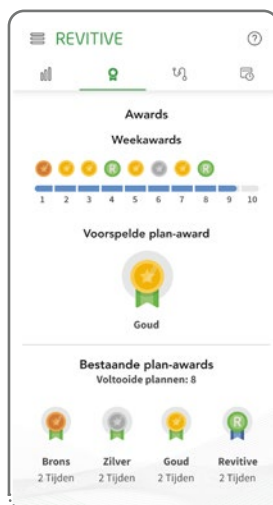 REVITIVE
Awards
Weekawards
R R
1 2 3 4 5 6 7 8 9 10
Voorspelde plan-award
Goud
Bestaande plan-awards
Voltooide plannen: 8
R
Brons Zilver Goud Revitive
2 Tijden 2 Tijden 2 Tijden 2 Tijden